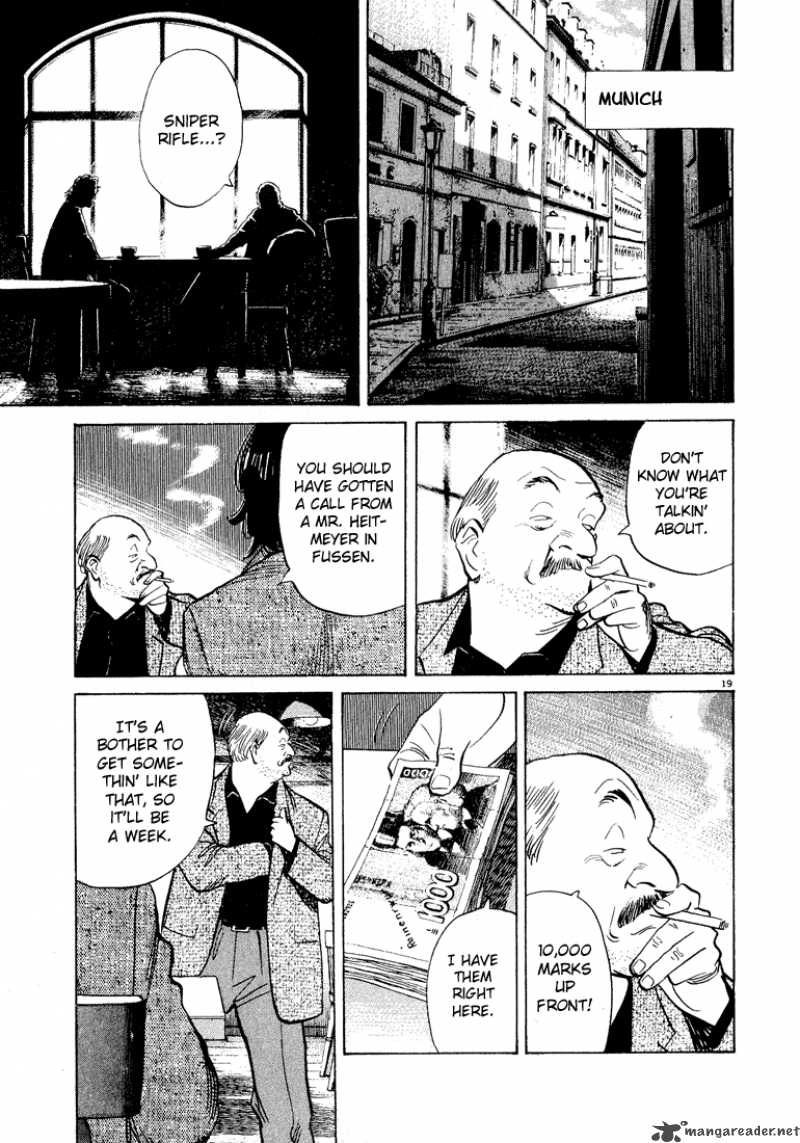 MUNICH
SNIPER
RIFLE...?
DON'T
KNOW WHAT
YOU'RE
TALKIN'
ABOUT.
YOU SHOULD
HAVE GOTTEN
A CALL FROM
A MR. HEIT-
MEYER IN
FUSSEN.
19
10,000
MARKS
UP
FRONT!
1000
I HAVE
THEM
RIGHT
HERE.
IT'S A
BOTHER TO
GET SOME-
THIN' LIKE
THAT, SO
IT'LL BE
A WEEK.
mangareader.net